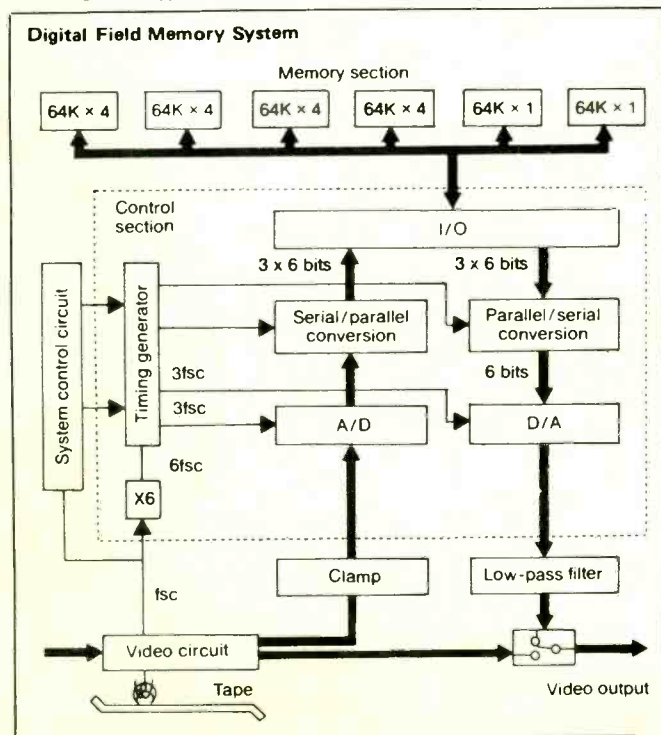 Digital Field Memory System
Memory section
64K × 4 64K × 4 64K × 4 64K × 4 64K × 1 64K × 1
Control section
I/O
3 x 6 bits 3 x 6 bits
System control circuit
Timing generator
Serial/parallel conversion
Parallel/serial conversion
3fsc
6 bits
3fsc
A/D
D/A
6fsc
X6
Clamp
Low-pass filter
fsc
Video circuit
Tape
Video output